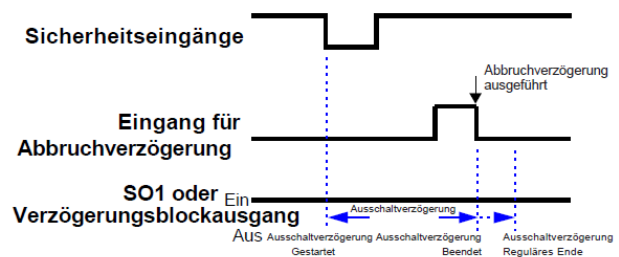 Sicherheitseingänge
Abbruchverzögerung
ausgeführt
Eingang für
Abbruchverzögerung
SO1 oder
Verzögerungsblockausgang
Ein
Ausschaltverzögerung
Aus
Ausschaltverzögerung
Gestartet
Ausschaltverzögerung
Beendet
Ausschaltverzögerung
Reguläres Ende